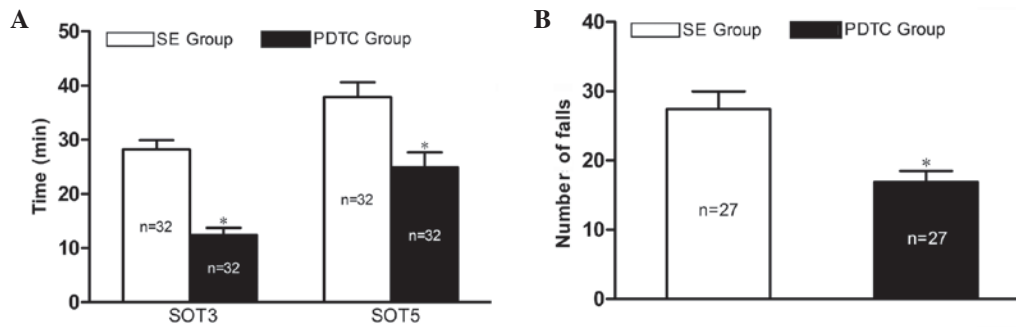 A
SE Group PDTC Group
Time (min)
50
40
30
20
10
0
n=32
*
n=32
n=32
*
n=32
SOT3 SOT5
B
SE Group PDTC Group
Number of falls
40
30
20
10
0
n=27
*
n=27